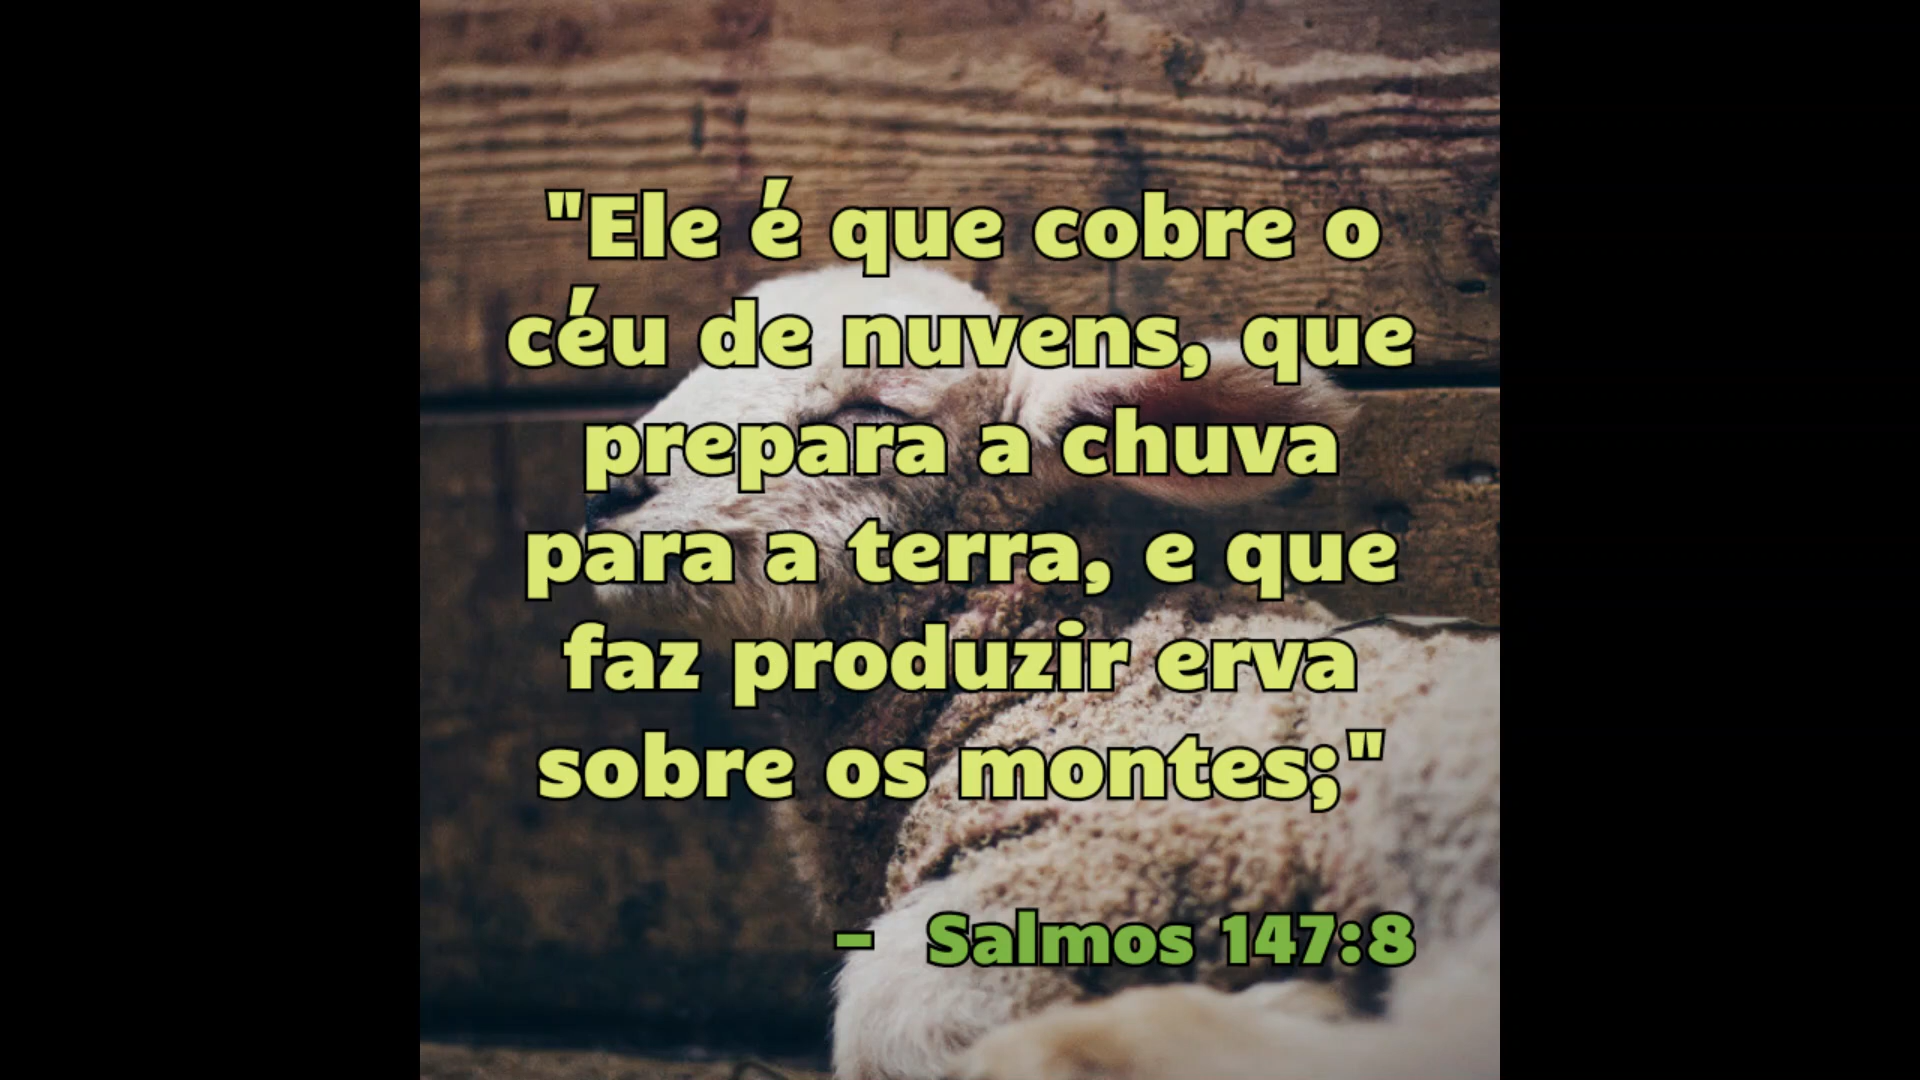 "Ele é que cobre o
céu de nuvens, que
prepara a chuva
para a terra, e que
faz produzir erva
sobre os montes;"
- Salmos 147:8